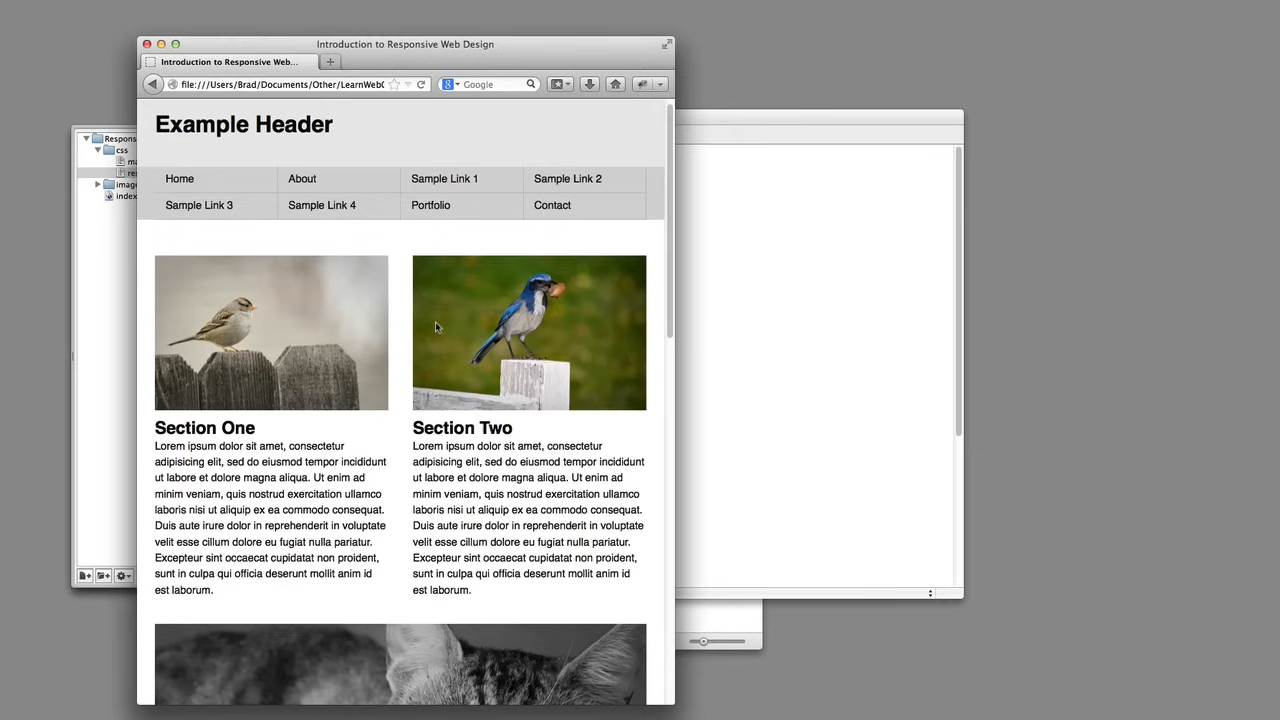 Introduction to Responsive Web Design
Introduction to Responsive Web...
file:///Users/Brad/Documents/Other/LearnWebC
Google
Example Header
Home
About
Sample Link 1
Sample Link 2
Sample Link 3
Sample Link 4
Portfolio
Contact
Respons
css
ma
res
image
index
Section One
Lorem ipsum dolor sit amet, consectetur
adipisicing elit, sed do eiusmod tempor incididunt
ut labore et dolore magna aliqua. Ut enim ad
minim veniam, quis nostrud exercitation ullamco
laboris nisi ut aliquip ex ea commodo consequat.
Duis aute irure dolor in reprehenderit in voluptate
velit esse cillum dolore eu fugiat nulla pariatur.
Excepteur sint occaecat cupidatat non proident,
sunt in culpa qui officia deserunt mollit anim id
est laborum.
Section Two
Lorem ipsum dolor sit amet, consectetur
adipisicing elit, sed do eiusmod tempor incididunt
ut labore et dolore magna aliqua. Ut enim ad
minim veniam, quis nostrud exercitation ullamco
laboris nisi ut aliquip ex ea commodo consequat.
Duis aute irure dolor in reprehenderit in voluptate
velit esse cillum dolore eu fugiat nulla pariatur.
Excepteur sint occaecat cupidatat non proident,
sunt in culpa qui officia deserunt mollit anim id
est laborum.